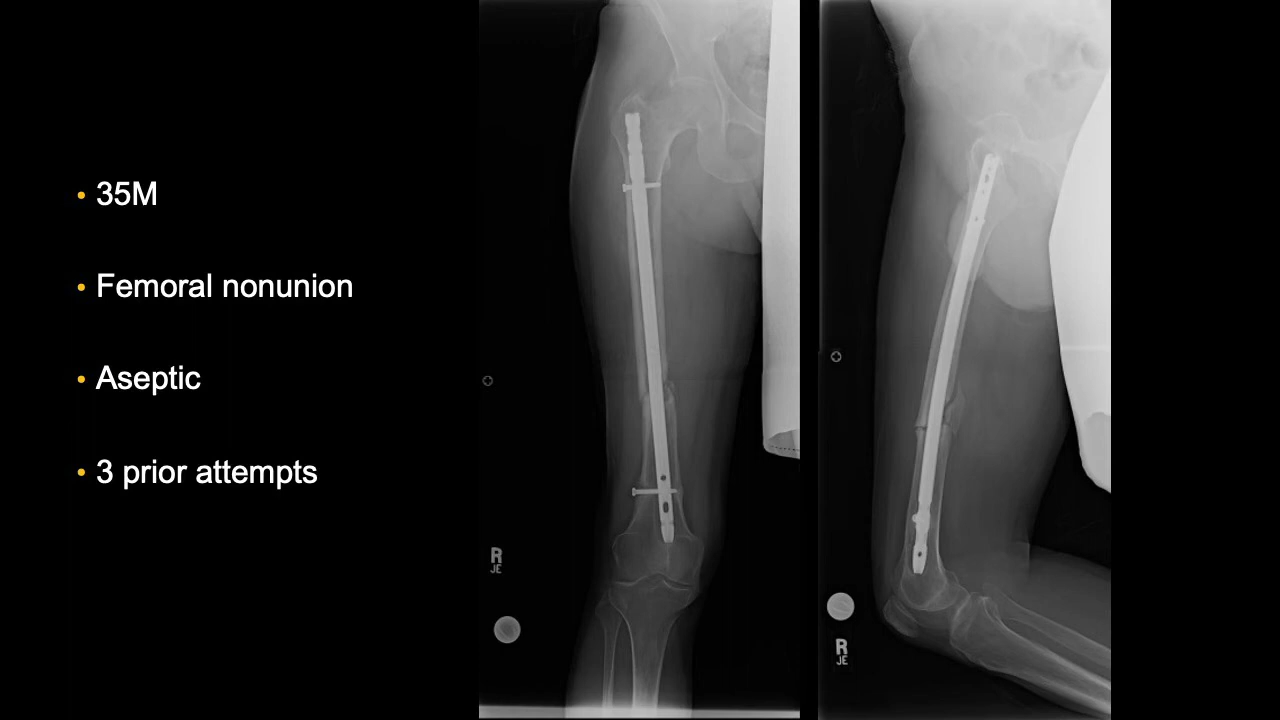 • 35M
• Femoral nonunion
• Aseptic
• 3 prior attempts
R
JE
R
JE